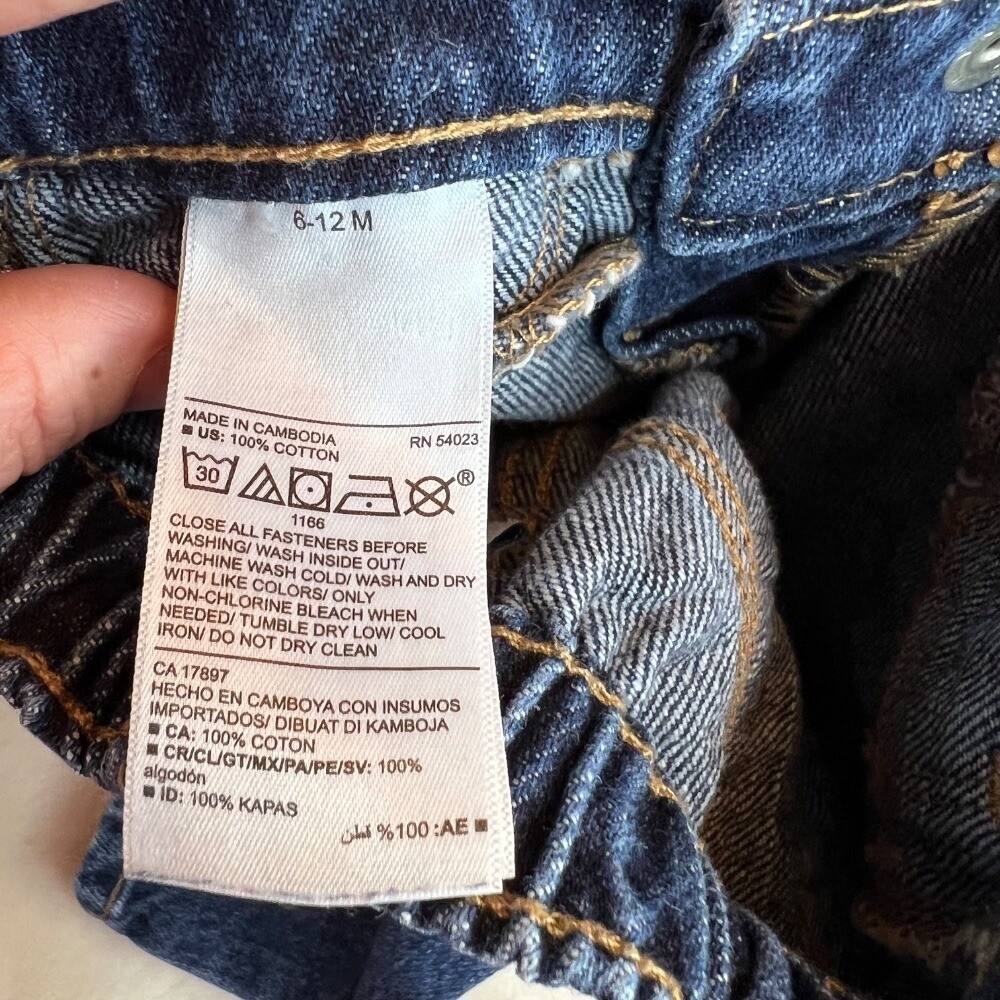 6-12 M
MADE IN CAMBODIA RN 54023
■ US: 100% COTTON
30 ®
1166
CLOSE ALL FASTENERS BEFORE
WASHING/ WASH INSIDE OUT/
MACHINE WASH COLD/ WASH AND DRY
WITH LIKE COLORS/ ONLY
NON-CHLORINE BLEACH WHEN
NEEDED/ TUMBLE DRY LOW/ COOL
IRON/ DO NOT DRY CLEAN
CA 17897
HECHO EN CAMBOYA CON INSUMOS
IMPORTADOS/ DIBUAT DI KAMBOJA
■ CA: 100% COTON
■ CR/CL/GT/MX/PA/PE/SV: 100%
algodón
■ ID: 100% KAPAS
■ AE: 100% قطن